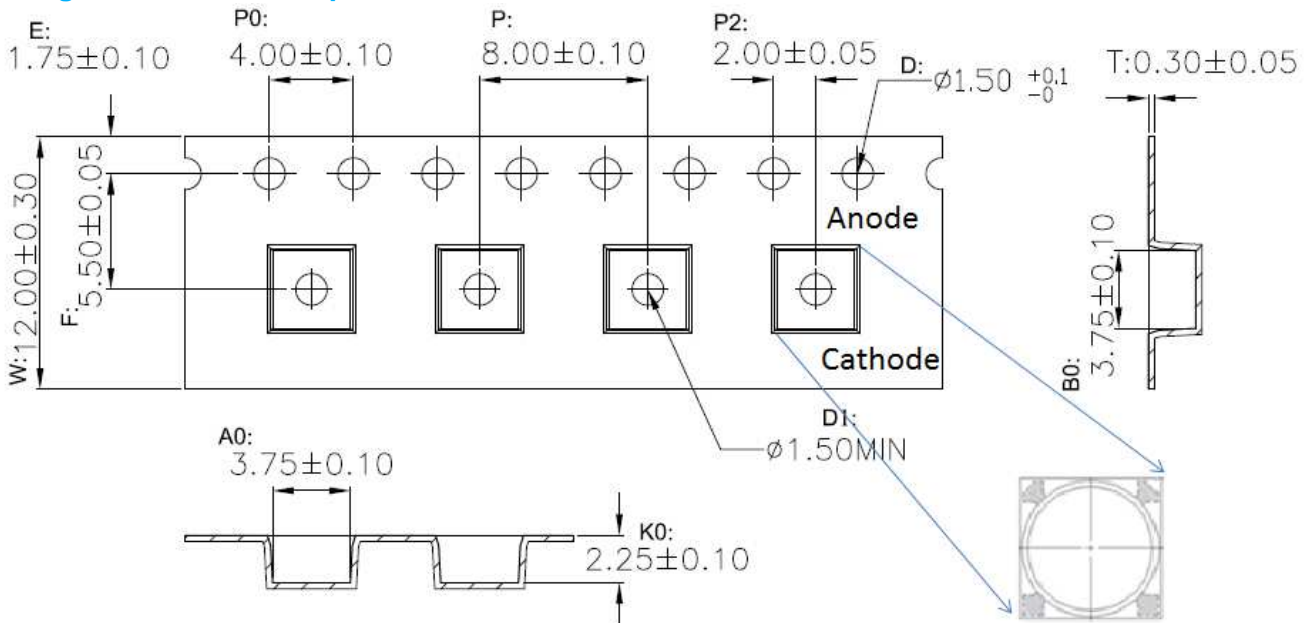 E:
1.75±0.10
P0:
4.00±0.10
P:
8.00±0.10
P2:
2.00±0.05
D:
⌀1.50 +0.1
-0
T:0.30±0.05
W:12.00±0.30
F:
5.50±0.05
Anode
Cathode
B0:
3.75±0.10
D1:
⌀1.50MIN
A0:
3.75±0.10
K0:
2.25±0.10